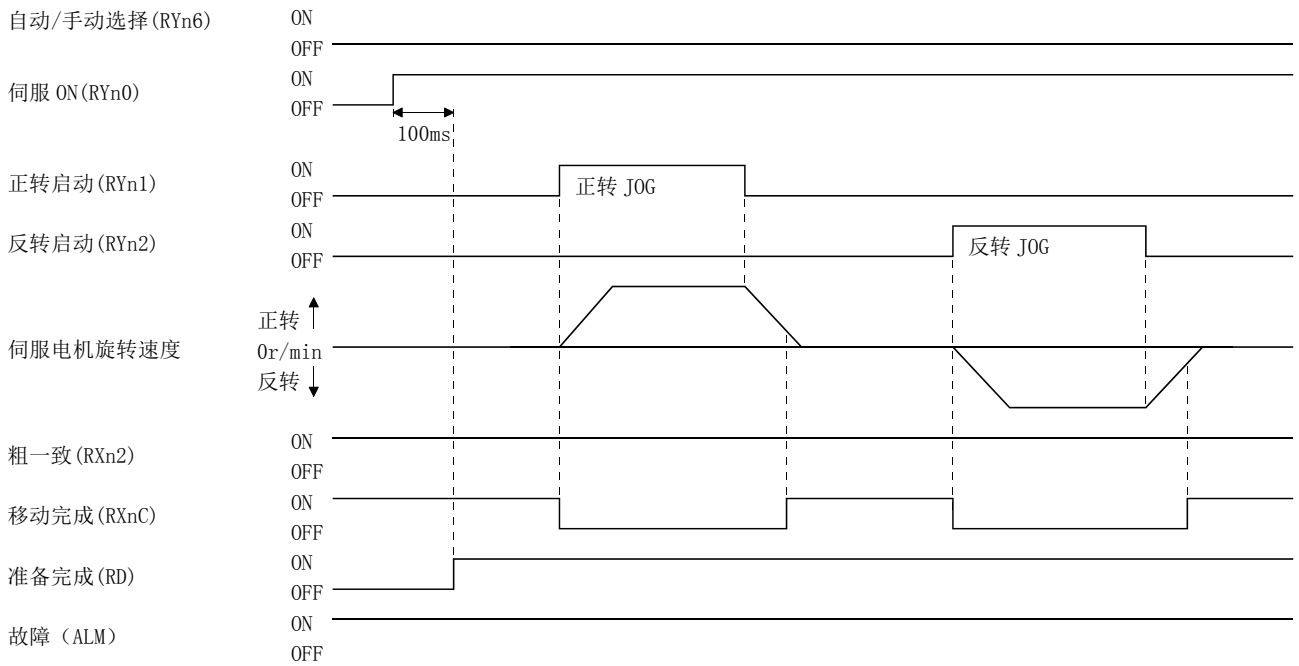 自动/手动选择(RYn6)
ON
OFF
伺服 ON(RYn0)
ON
OFF
100ms
正转启动(RYn1)
ON
OFF
正转 JOG
反转启动(RYn2)
ON
OFF
反转 JOG
伺服电机旋转速度
正转
0r/min
反转
粗一致(RXn2)
ON
OFF
移动完成(RXnC)
ON
OFF
准备完成(RD)
ON
OFF
故障（ALM）
ON
OFF